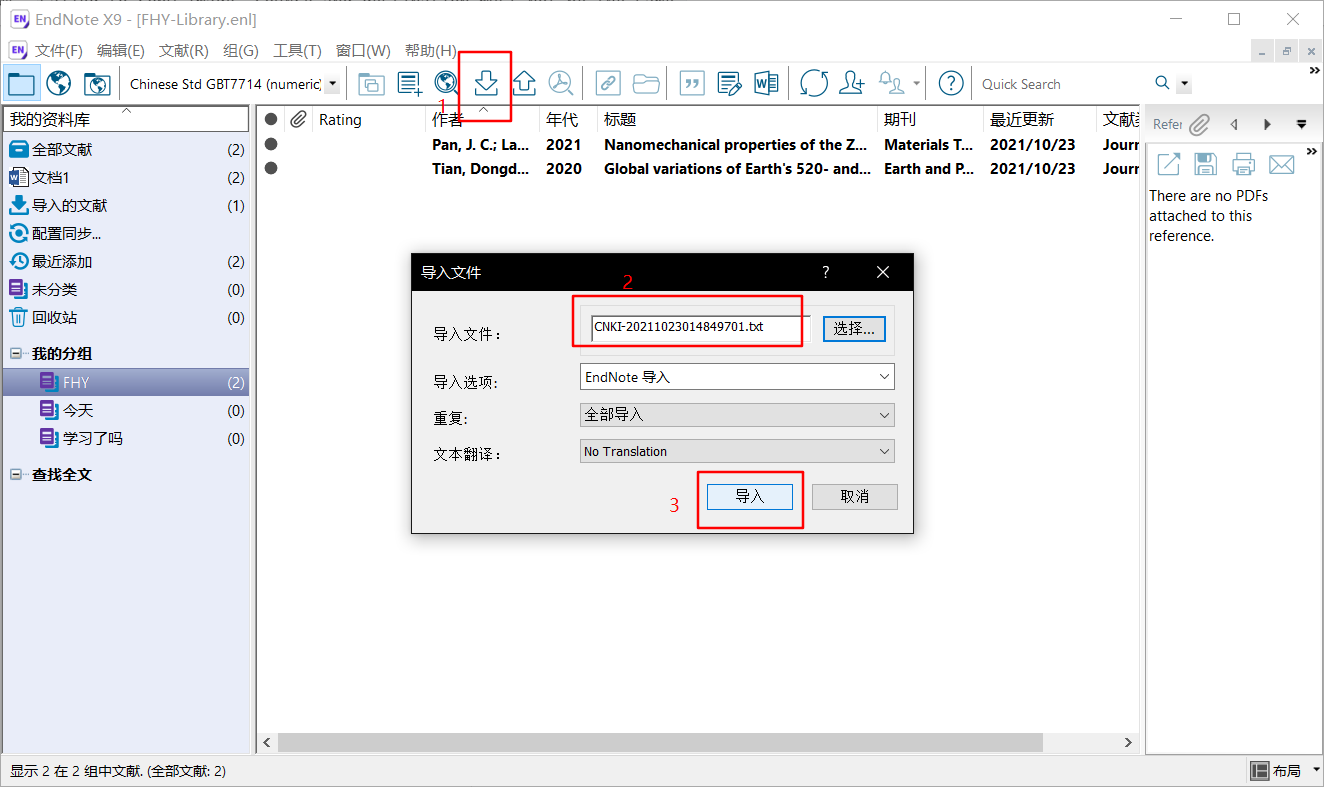 EndNote X9 - [FHY-Library.enl]
文件(F) 编辑(E) 文献(R) 组(G) 工具(T) 窗口(W) 帮助(H)
Chinese Std GBT7714 (numeric) Quick Search
1
我的资料库
全部文献 (2)
文档1 (2)
导入的文献 (1)
配置同步...
最近添加 (2)
未分类 (0)
回收站 (0)
我的分组
FHY (2)
今天 (0)
学习了吗 (0)
查找全文
Rating 作者 年代 标题 期刊 最近更新 文献
Pan, J. C.; La... 2021 Nanomechanical properties of the Z... Materials T... 2021/10/23 Journ
Tian, Dongd... 2020 Global variations of Earth's 520- and... Earth and P... 2021/10/23 Journ
导入文件 ?
2
导入文件： CNKI-20211023014849701.txt 选择...
导入选项: EndNote 导入
重复: 全部导入
文本翻译： No Translation
3
导入 取消
Refer
There are no PDFs
attached to this
reference.
显示 2 在 2 组中文献. (全部文献: 2)
布局